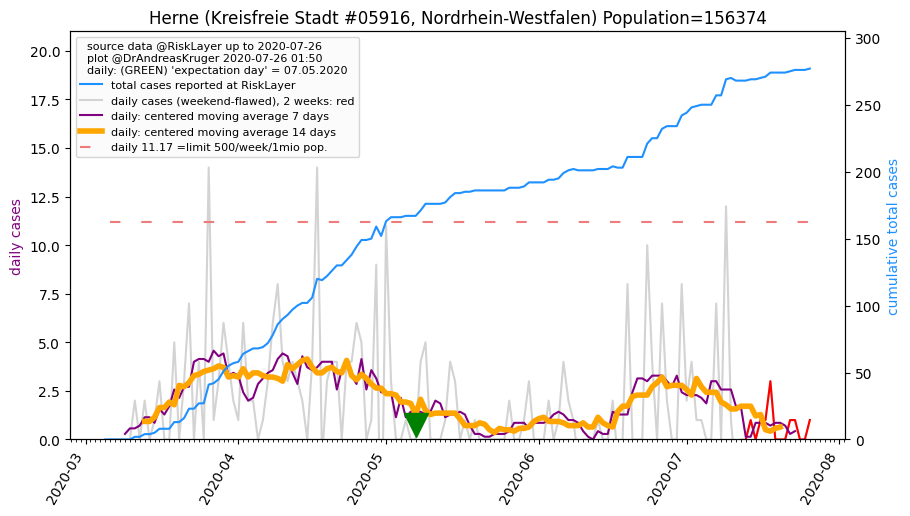 Herne (Kreisfreie Stadt #05916, Nordrhein-Westfalen) Population=156374
source data @RiskLayer up to 2020-07-26
plot @DrAndreasKruger 2020-07-26 01:50
daily: (GREEN) 'expectation day' = 07.05.2020
total cases reported at RiskLayer
daily cases (weekend-flawed), 2 weeks: red
daily: centered moving average 7 days
daily: centered moving average 14 days
daily 11.17 =limit 500/week/1mio pop.
daily cases
20.0
17.5
15.0
12.5
10.0
7.5
5.0
2.5
0.0
300
250
200
150
100
50
0
cumulative total cases
2020-03
2020-04
2020-05
2020-06
2020-07
2020-08